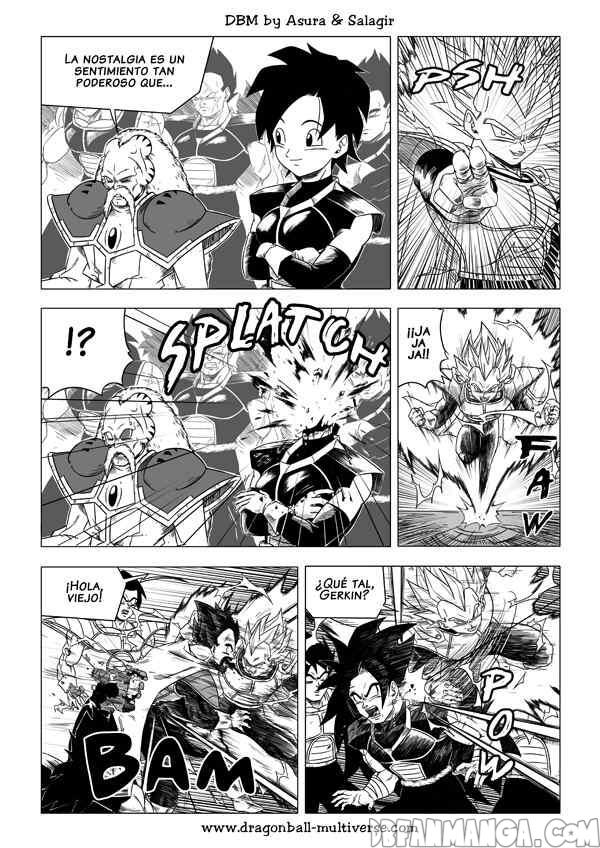 DBM by Asura & Salagir
La nostalgia es un
sentimiento tan
poderoso que...
PSH
!?
SPLATCH
¡¡JA
JA
JA!!
FAW
¡Hola,
viejo!
BAM
¿Qué tal,
Gerkin?
POW
www.dragonball-multiverse.com
DBFANMANGA.COM